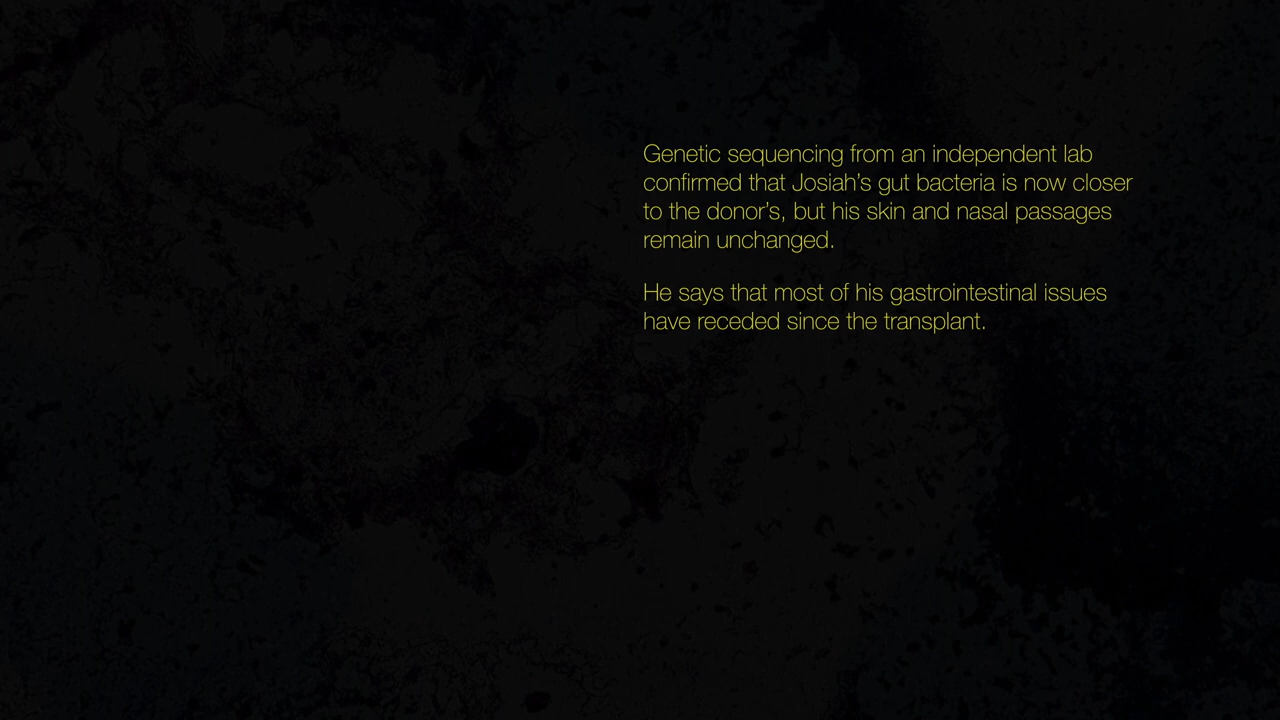 Genetic sequencing from an independent lab
confirmed that Josiah’s gut bacteria is now closer
to the donor’s, but his skin and nasal passages
remain unchanged.
He says that most of his gastrointestinal issues
have receded since the transplant.